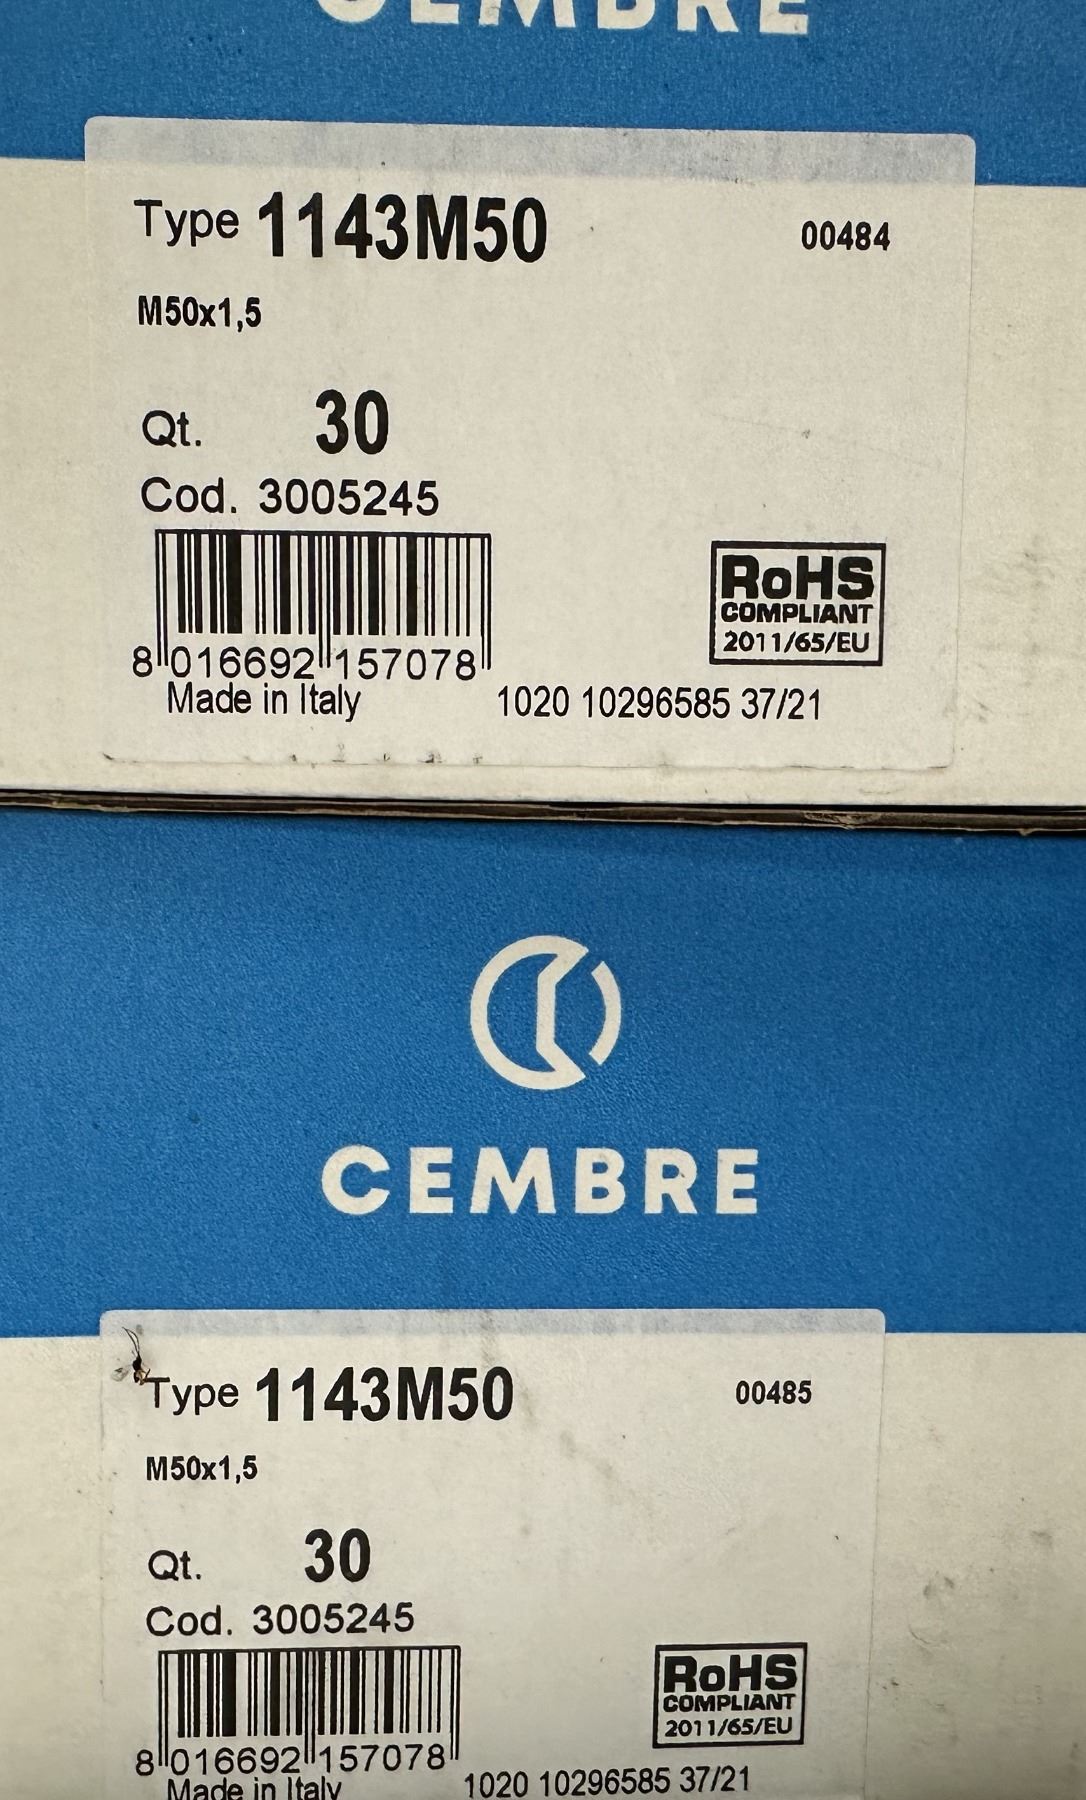 CEMBRE
Type 1143M50 00484
M50x1,5
Qt. 30
Cod. 3005245
RoHS
COMPLIANT
2011/65/EU
8 016692 157078
Made in Italy 1020 10296585 37/21
CEMBRE
Type 1143M50 00485
M50x1,5
Qt. 30
Cod. 3005245
RoHS
COMPLIANT
2011/65/EU
8 016692 157078
Made in Italy 1020 10296585 37/21